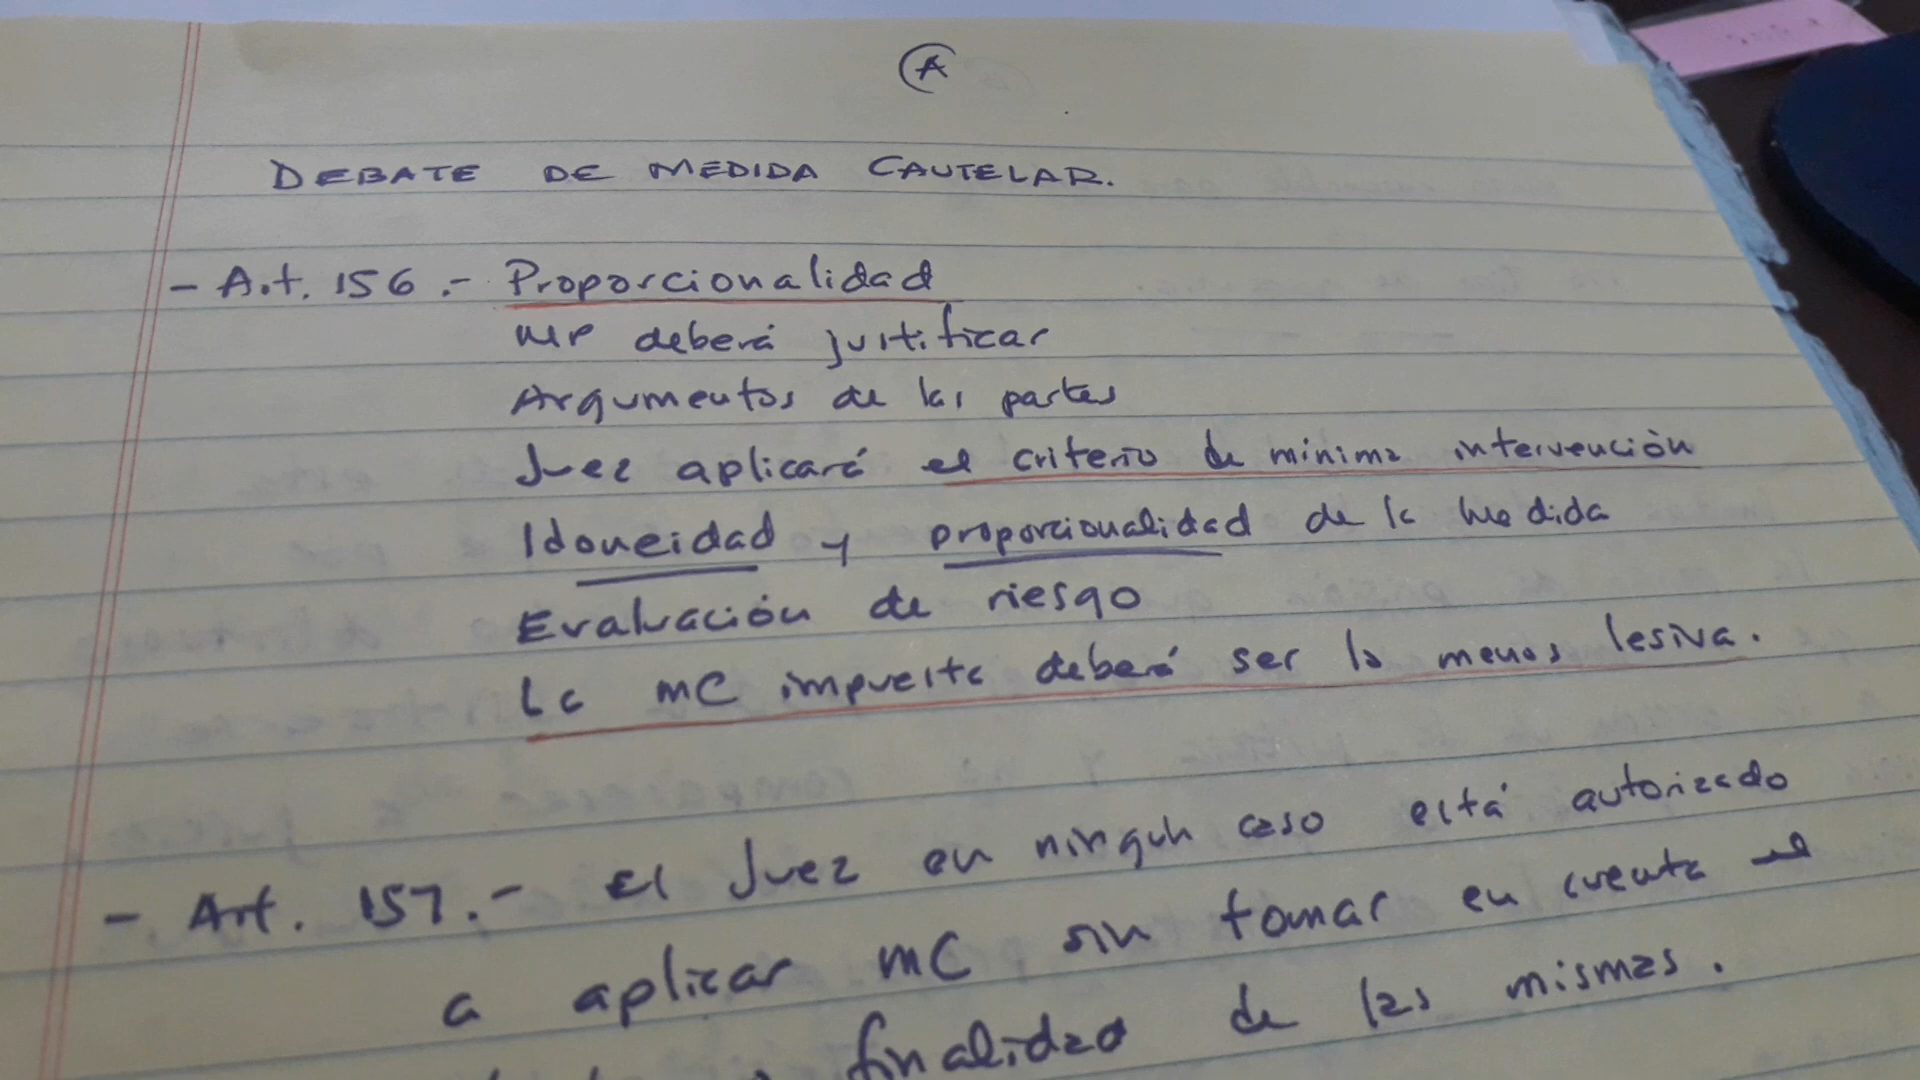 A
DEBATE DE MEDIDA CAUTELAR.
- Art. 156.- Proporcionalidad
MP deberá justificar
Argumentos de las partes
Juez aplicará el criterio de mínima intervención
Idoneidad y proporcionalidad de la medida
Evaluación de riesgo
La MC impuesta deberá ser la menos lesiva.
- Art. 157.- El Juez en ningún caso está autorizado
a aplicar MC sin tomar en cuenta el
finalidad de las mismas.